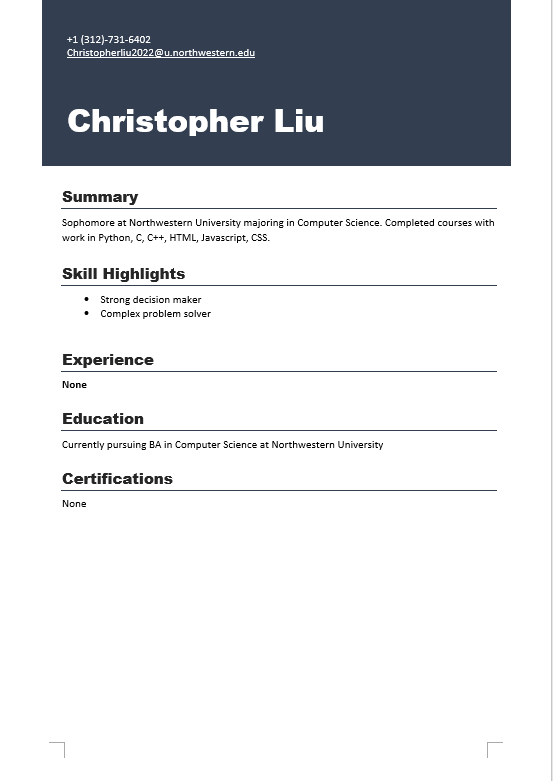 +1 (312)-731-6402
Christopherliu2022@u.northwestern.edu
Christopher Liu
Summary
Sophomore at Northwestern University majoring in Computer Science. Completed courses with
work in Python, C, C++, HTML, Javascript, CSS.
Skill Highlights
• Strong decision maker
• Complex problem solver
Experience
None
Education
Currently pursuing BA in Computer Science at Northwestern University
Certifications
None